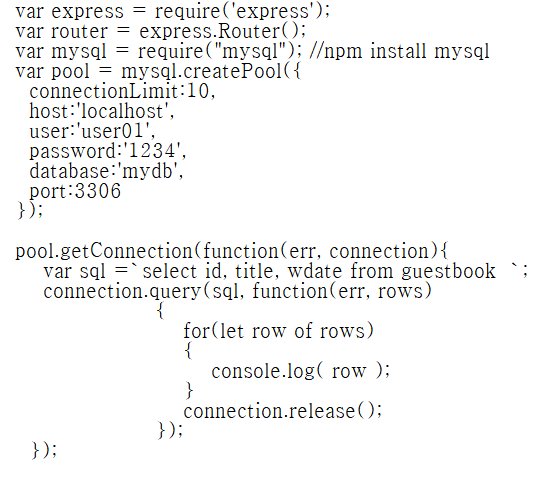 var express = require('express');
var router = express.Router();
var mysql = require("mysql"); //npm install mysql
var pool = mysql.createPool({
  connectionLimit:10,
  host:'localhost',
  user:'user01',
  password:'1234',
  database:'mydb',
  port:3306
});

pool.getConnection(function(err, connection){
    var sql =`select id, title, wdate from guestbook  `;
    connection.query(sql, function(err, rows)
                    {
                        for(let row of rows)
                        {
                            console.log( row );
                        }
                        connection.release();
                    });
  });